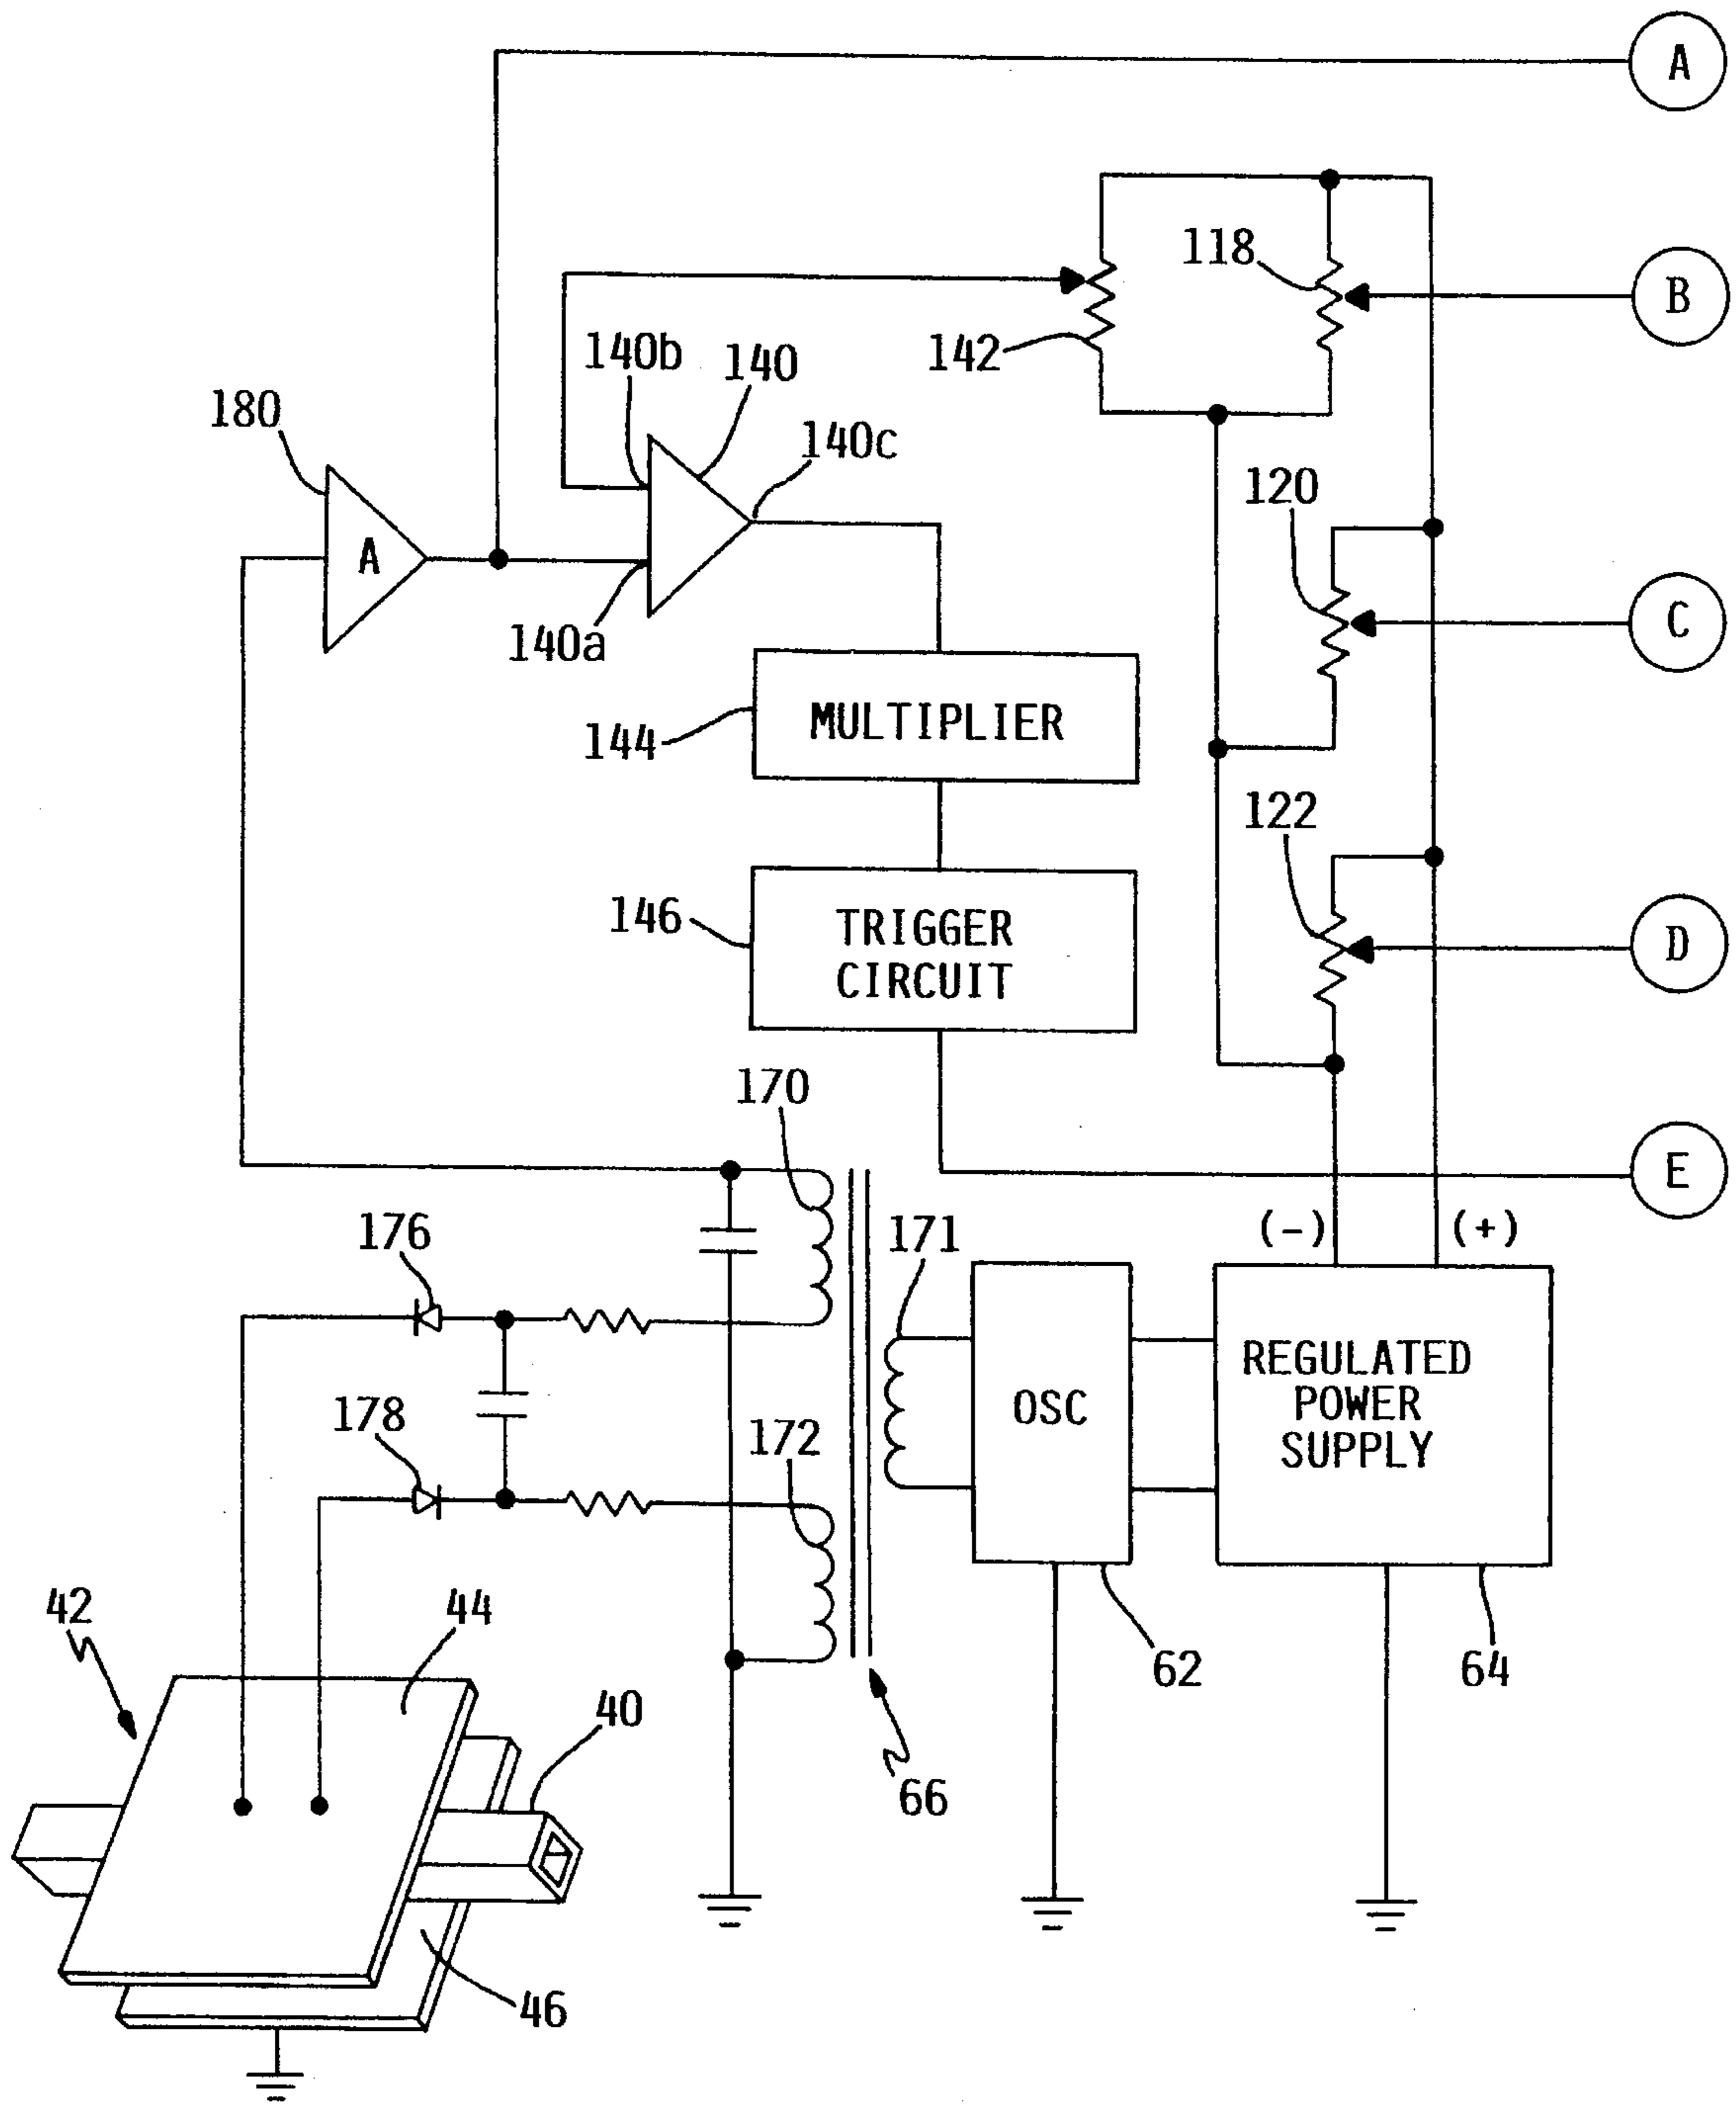 A
118
B
142
140b
140
140c
180
120
A
C
140a
MULTIPLIER
144
122
146
TRIGGER
CIRCUIT
D
170
E
(-)
(+)
176
171
REGULATED
POWER
SUPPLY
OSC
178
172
42
44
62
64
40
66
46